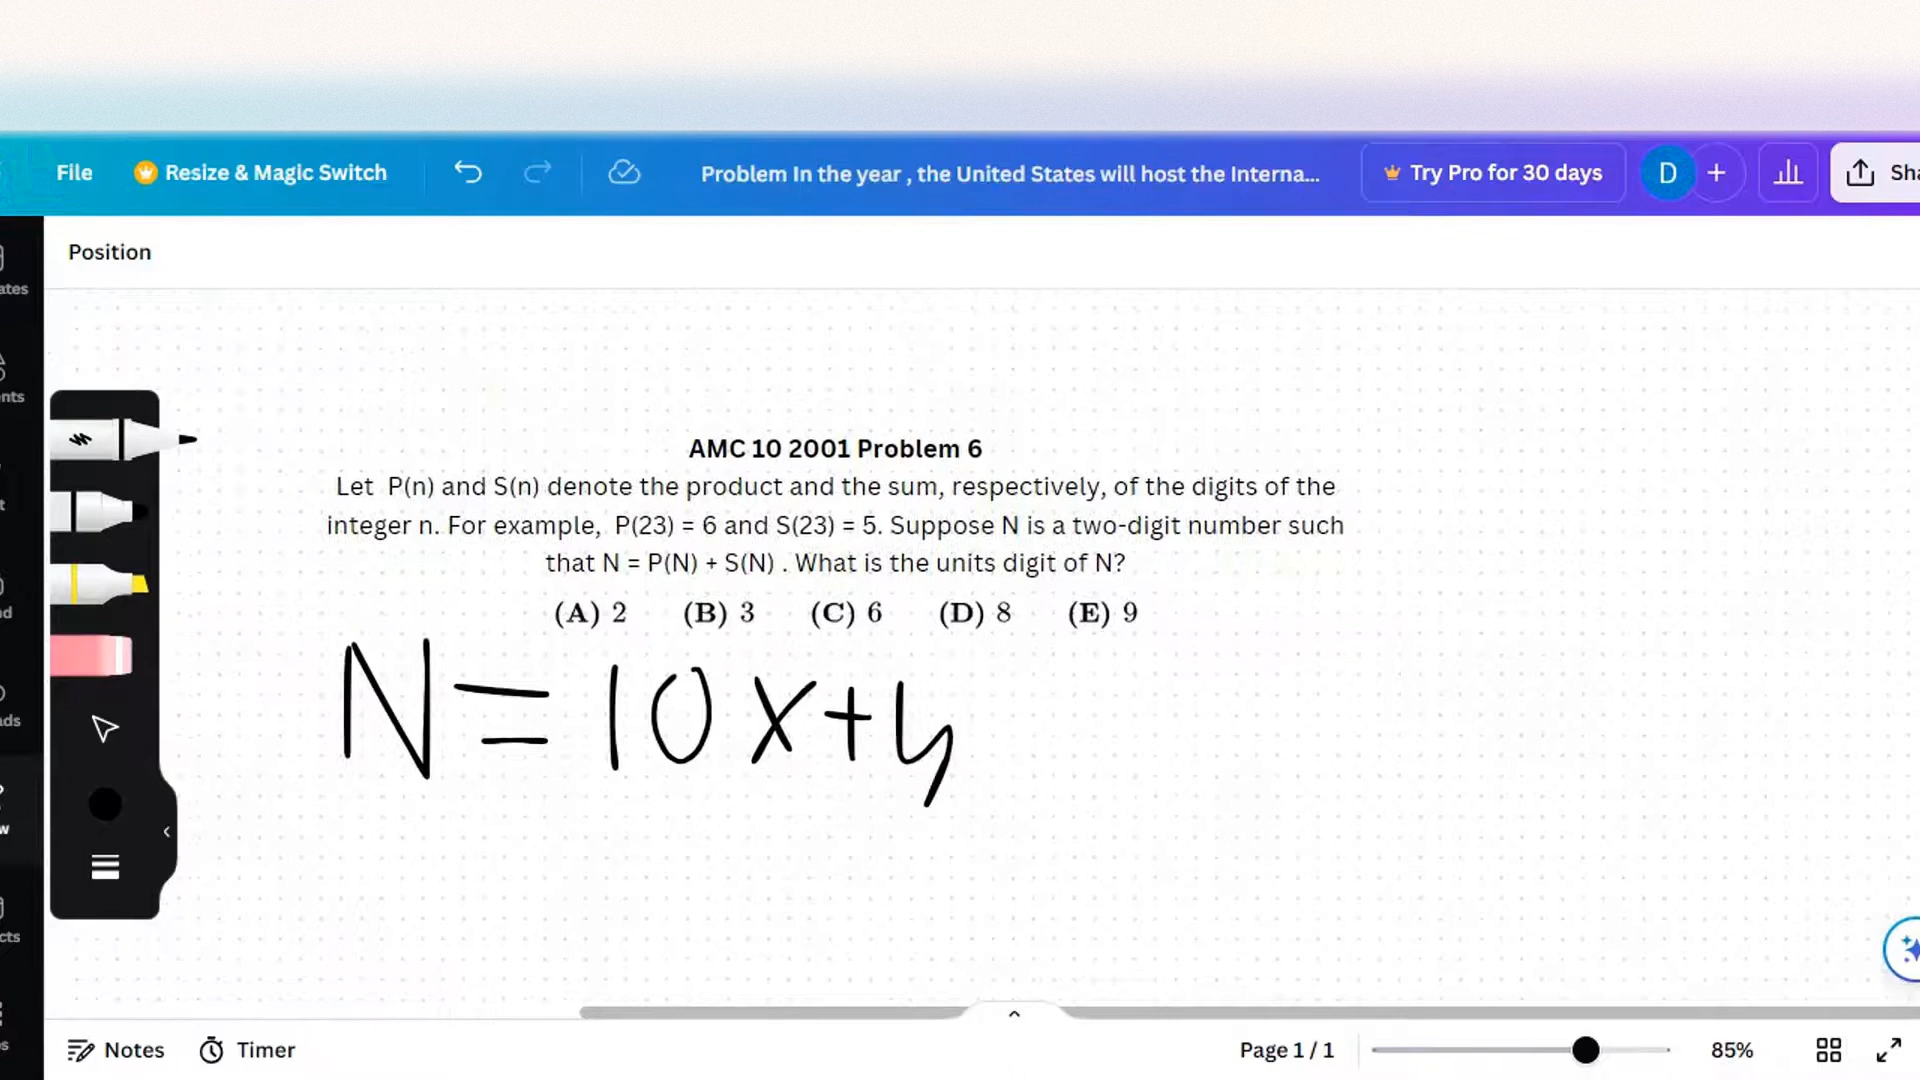 File Resize & Magic Switch Problem In the year , the United States will host the Interna... Try Pro for 30 days D +
Position
AMC 10 2001 Problem 6
Let P(n) and S(n) denote the product and the sum, respectively, of the digits of the
integer n. For example, P(23) = 6 and S(23) = 5. Suppose N is a two-digit number such
that N = P(N) + S(N) . What is the units digit of N?
(A) 2 (B) 3 (C) 6 (D) 8 (E) 9
N = 10x+y
Notes Timer Page 1 / 1 85%